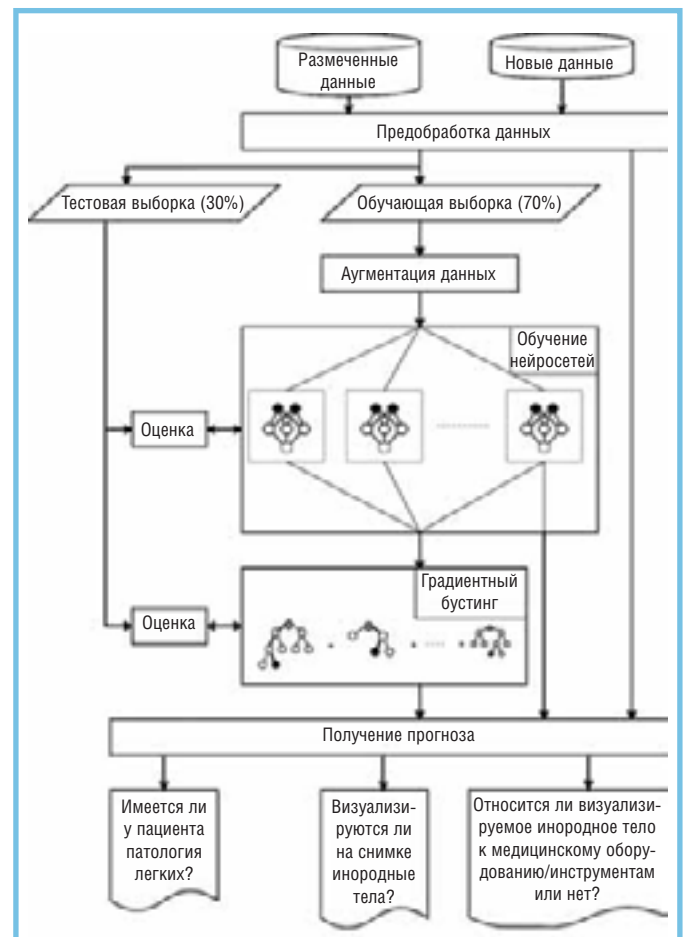 Размеченные
данные
Новые данные
Предобработка данных
Тестовая выборка (30%)
Обучающая выборка (70%)
Аугментация данных
Обучение
нейросетей
Оценка
Градиентный
бустинг
Оценка
Получение прогноза
Имеется ли
у пациента
патология
легких?
Визуализи-
руются ли
на снимке
инородные
тела?
Относится ли визуализи-
руемое инородное тело
к медицинскому обору-
дованию/инструментам
или нет?